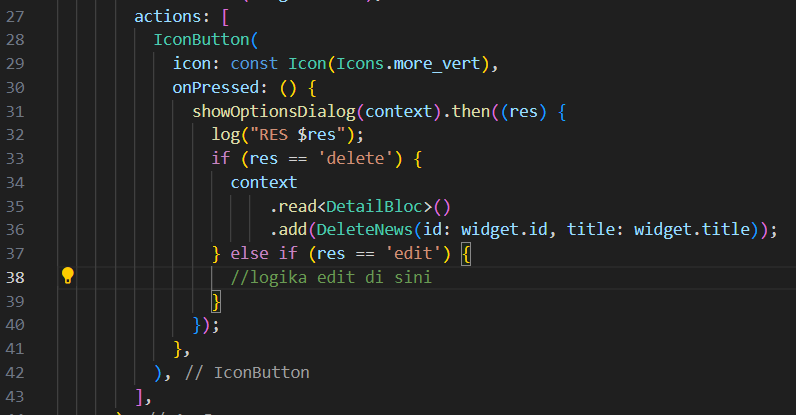 27 actions: [
28 IconButton(
29 icon: const Icon(Icons.more_vert),
30 onPressed: () {
31 showOptionsDialog(context).then((res) {
32 log("RES $res");
33 if (res == 'delete') {
34 context
35 .read<DetailBloc>()
36 .add(DeleteNews(id: widget.id, title: widget.title));
37 } else if (res == 'edit') {
38 //logika edit di sini
39 }
40 });
41 },
42 ), // IconButton
43 ],